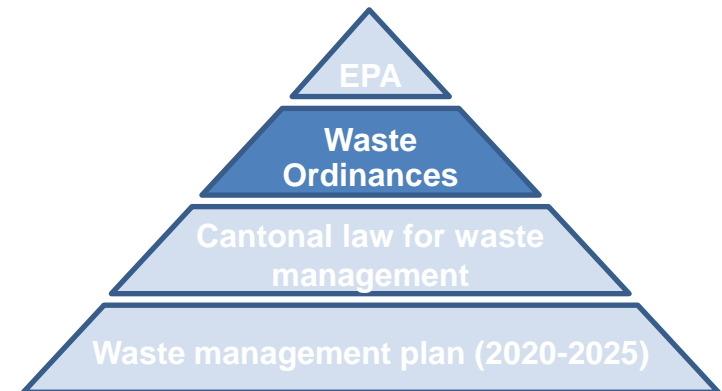 EPA
Waste
Ordinances
Cantonal law for waste
management
Waste management plan (2020-2025)